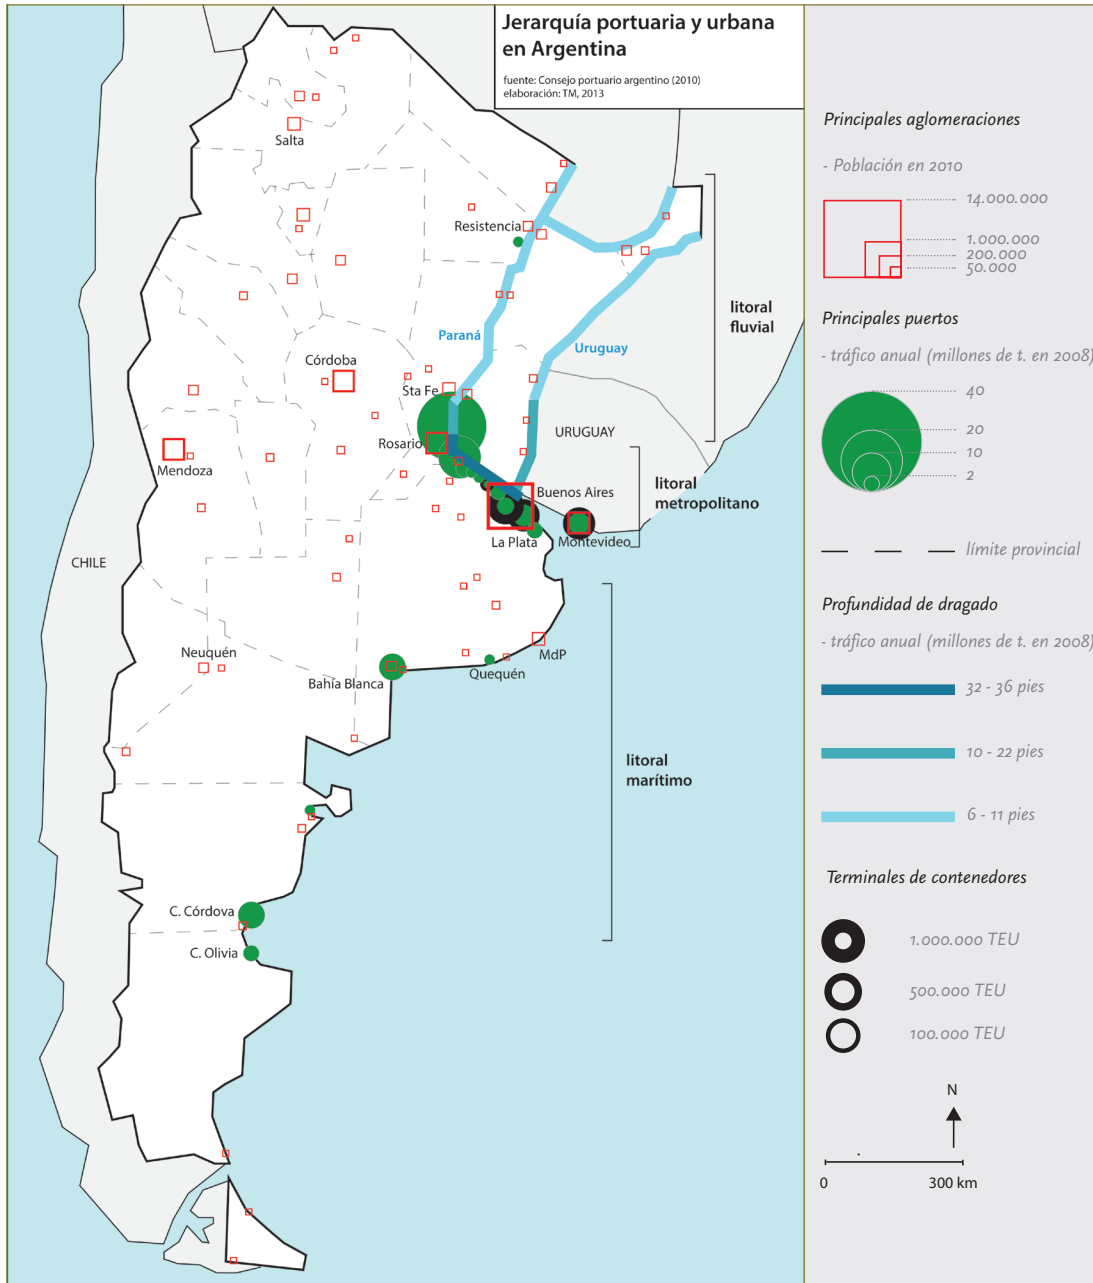 Jerarquía portuaria y urbana
en Argentina
fuente: Consejo portuario argentino (2010)
elaboración: TM, 2013
Salta
Resistencia
litoral
fluvial
Paraná
Uruguay
Córdoba
Sta Fe
Rosario
URUGUAY
Mendoza
litoral
metropolitano
Buenos Aires
La Plata
Montevideo
CHILE
Neuquén
MdP
Quequén
Bahía Blanca
litoral
marítimo
C. Córdova
C. Olivia
Principales aglomeraciones
- Población en 2010
14.000.000
1.000.000
200.000
50.000
Principales puertos
- tráfico anual (millones de t. en 2008)
40
20
10
2
límite provincial
Profundidad de dragado
- tráfico anual (millones de t. en 2008)
32 - 36 pies
10 - 22 pies
6 - 11 pies
Terminales de contenedores
1.000.000 TEU
500.000 TEU
100.000 TEU
N
0 300 km